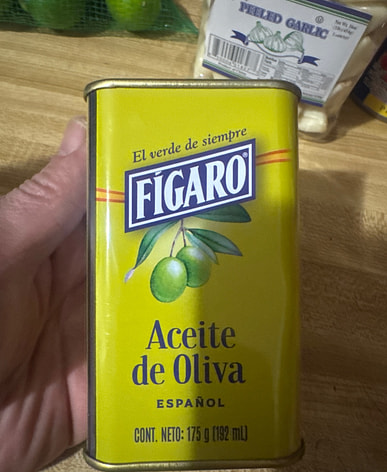 PEELED GARLIC
El verde de siempre
FÍGARO®
Aceite
de Oliva
ESPAÑOL
CONT. NETO: 175 g (192 mL)